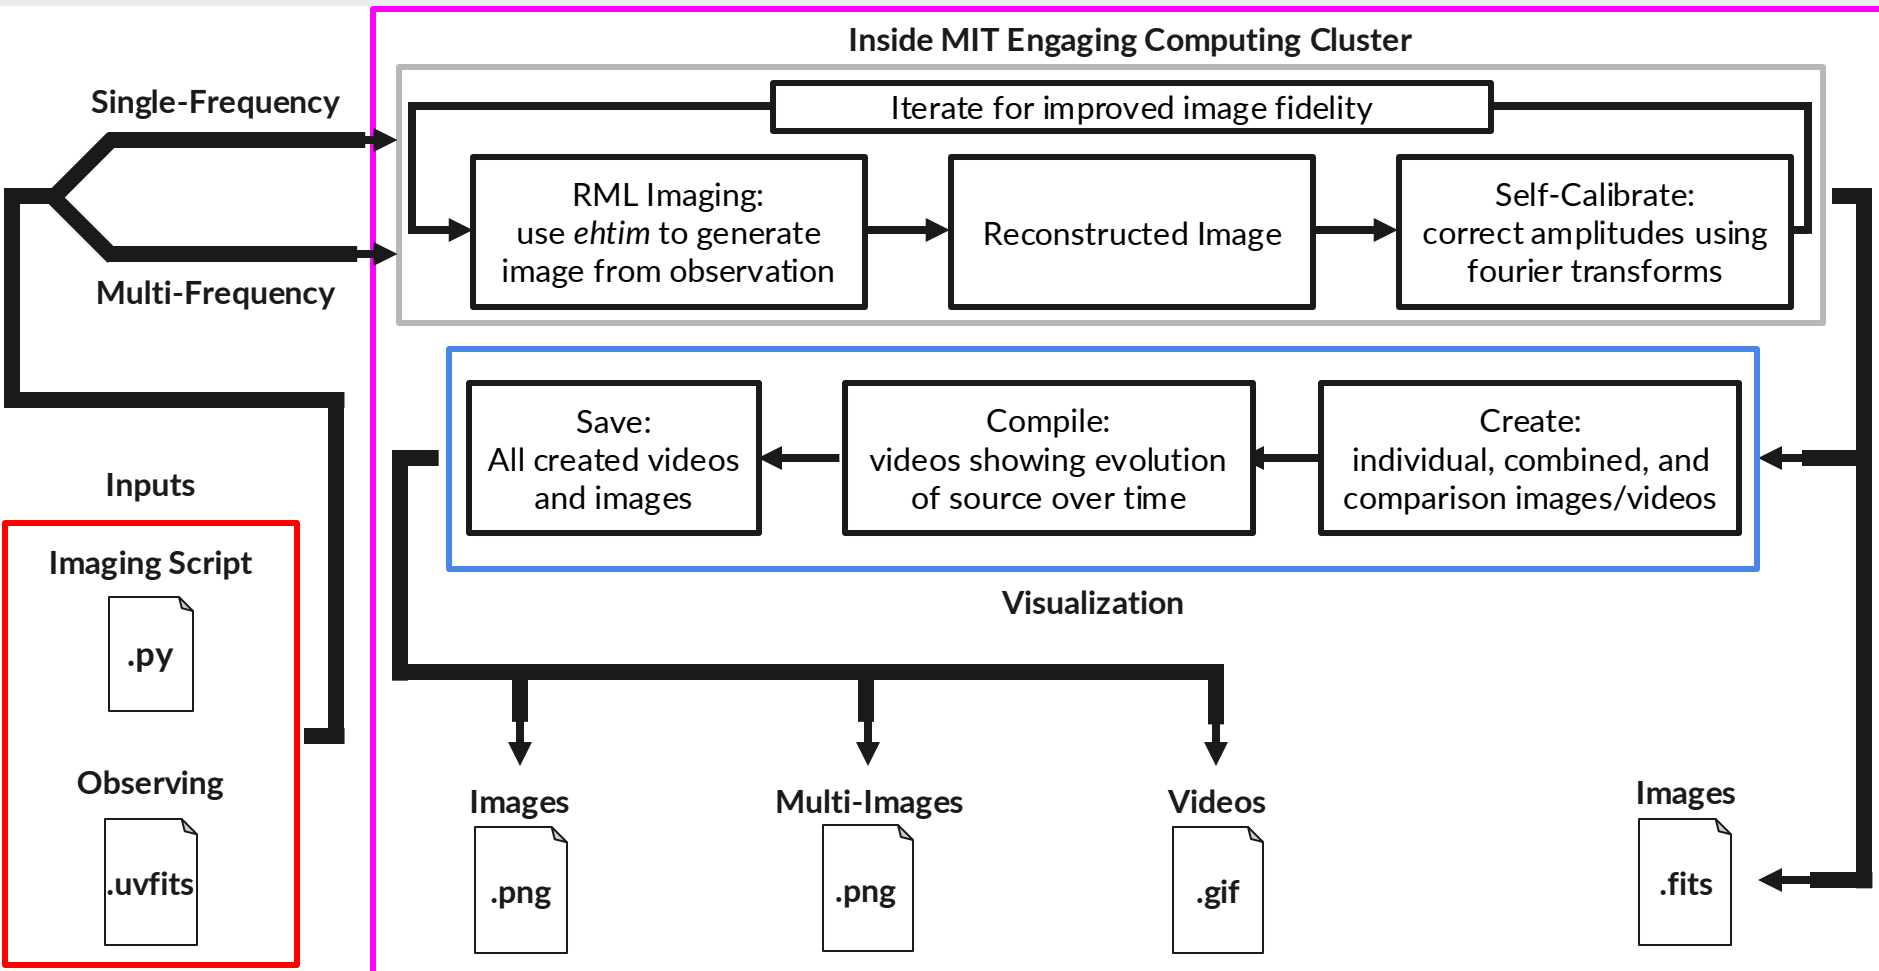 Inside MIT Engaging Computing Cluster
Single-Frequency
Multi-Frequency
Iterate for improved image fidelity
RML Imaging:
use ehtim to generate
image from observation
Reconstructed Image
Self-Calibrate:
correct amplitudes using
fourier transforms
Save:
All created videos
and images
Compile:
videos showing evolution
of source over time
Create:
individual, combined, and
comparison images/videos
Visualization
Inputs
Imaging Script
.py
Observing
.uvfits
Images
.png
Multi-Images
.png
Videos
.gif
Images
.fits